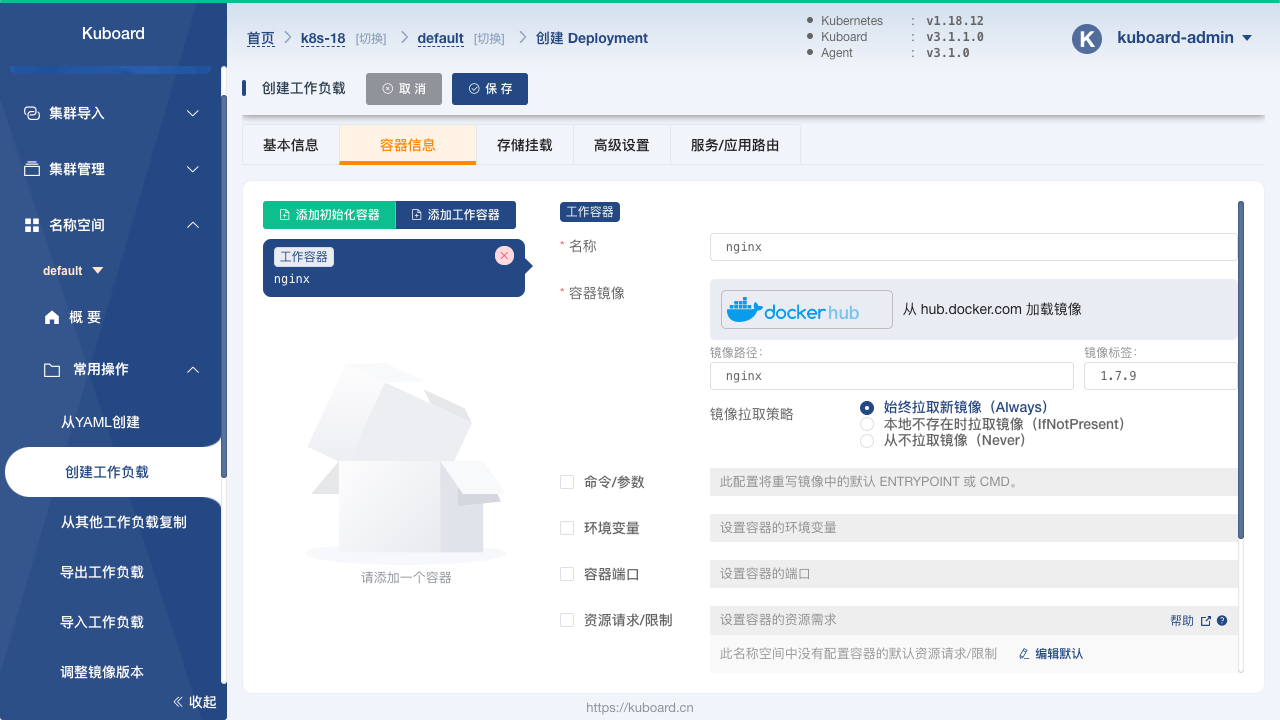 Kuboard
集群导入
集群管理
名称空间
default
概 要
常用操作
从YAML创建
创建工作负载
从其他工作负载复制
导出工作负载
导入工作负载
调整镜像版本
收起
首页 k8s-18 [切换] default [切换] 创建 Deployment
Kubernetes : v1.18.12
Kuboard : v3.1.1.0
Agent : v3.1.0
K kuboard-admin
创建工作负载 取 消 保 存
基本信息 容器信息 存储挂载 高级设置 服务/应用路由
添加初始化容器 添加工作容器
工作容器
nginx
请添加一个容器
工作容器
* 名称 nginx
* 容器镜像 docker hub 从 hub.docker.com 加载镜像
镜像路径: 镜像标签:
nginx 1.7.9
镜像拉取策略 始终拉取新镜像（Always）
本地不存在时拉取镜像（IfNotPresent）
从不拉取镜像（Never）
命令/参数 此配置将重写镜像中的默认 ENTRYPOINT 或 CMD。
环境变量 设置容器的环境变量
容器端口 设置容器的端口
资源请求/限制 设置容器的资源需求 帮助
此名称空间中没有配置容器的默认资源请求/限制 编辑默认
https://kuboard.cn